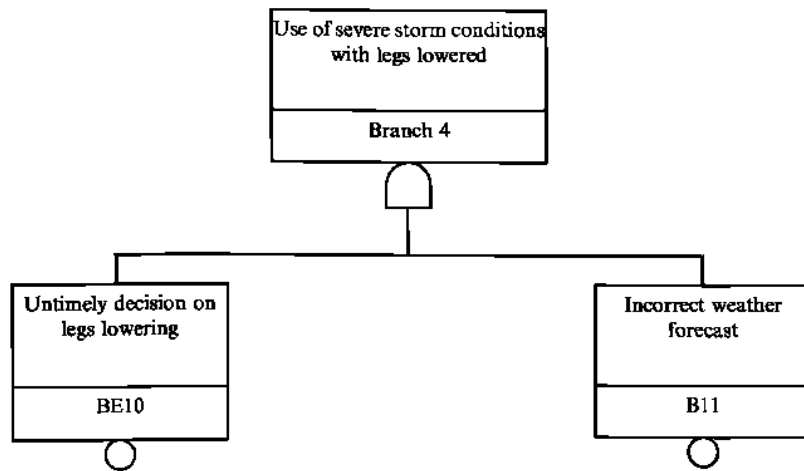 Use of severe storm conditions
with legs lowered
Branch 4
Untimely decision on
legs lowering
BE10
Incorrect weather
forecast
B11